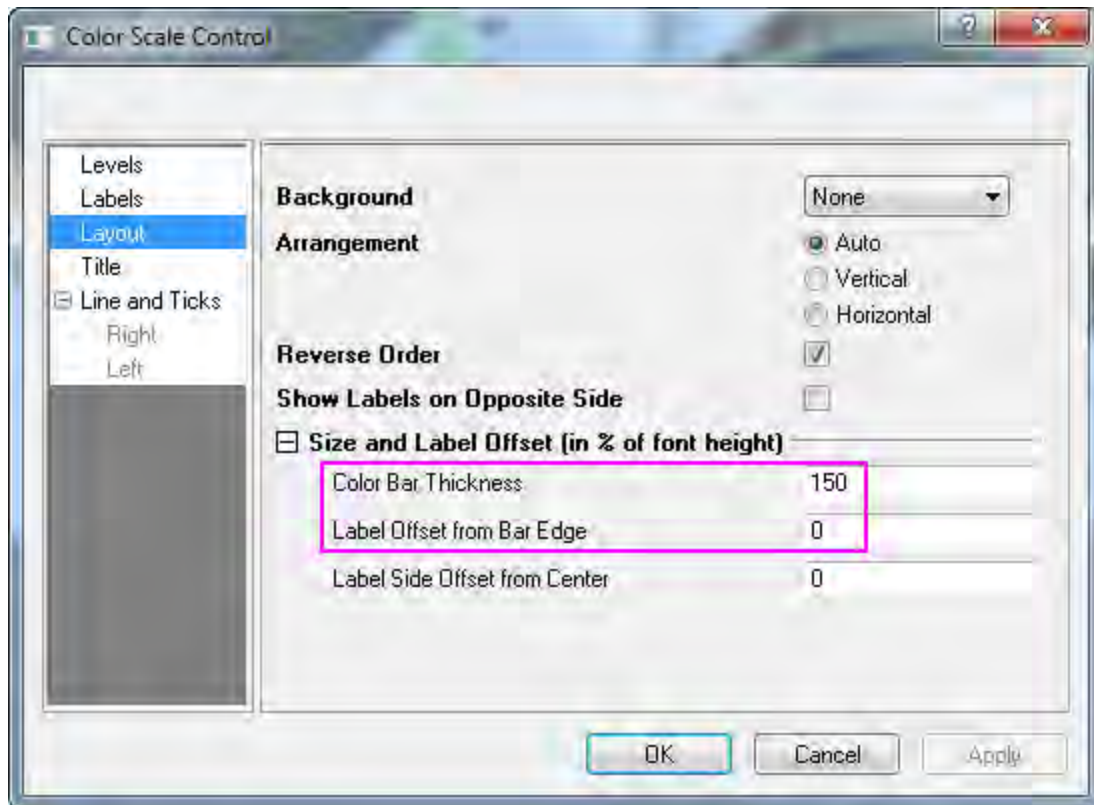 Color Scale Control
Levels
Labels
Layout
Title
Line and Ticks
Right
Left
Background None
Arrangement Auto
Vertical
Horizontal
Reverse Order
Show Labels on Opposite Side
Size and Label Offset (in % of font height)
Color Bar Thickness 150
Label Offset from Bar Edge 0
Label Side Offset from Center 0
OK Cancel Apply